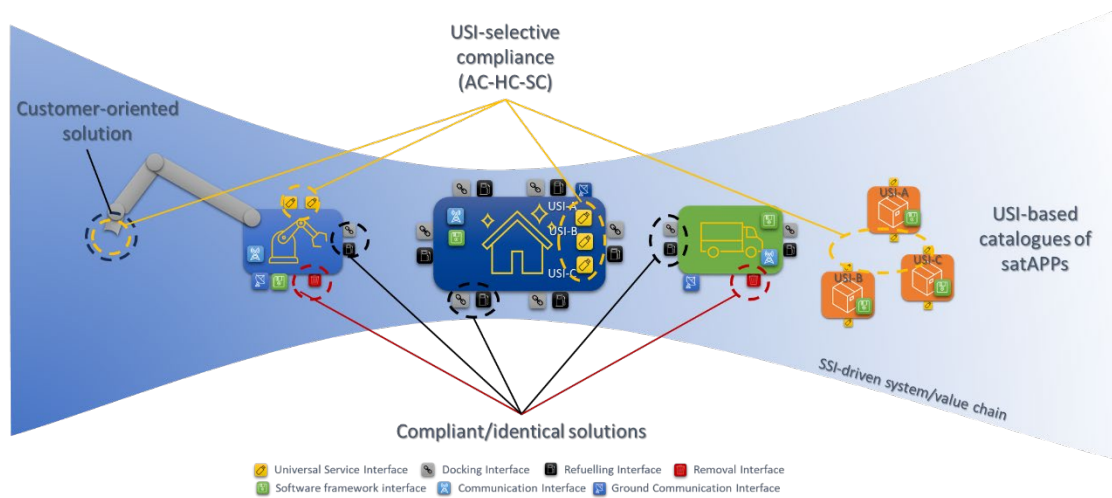 USI-selective
compliance
(AC-HC-SC)
Customer-oriented
solution
USI-A
USI-B
USI-C
USI-A
USI-B
USI-C
USI-based
catalogues of
satAPPs
SSI-driven system/value chain
Compliant/identical solutions
Universal Service Interface
Docking Interface
Refuelling Interface
Removal Interface
Software framework interface
Communication Interface
Ground Communication Interface